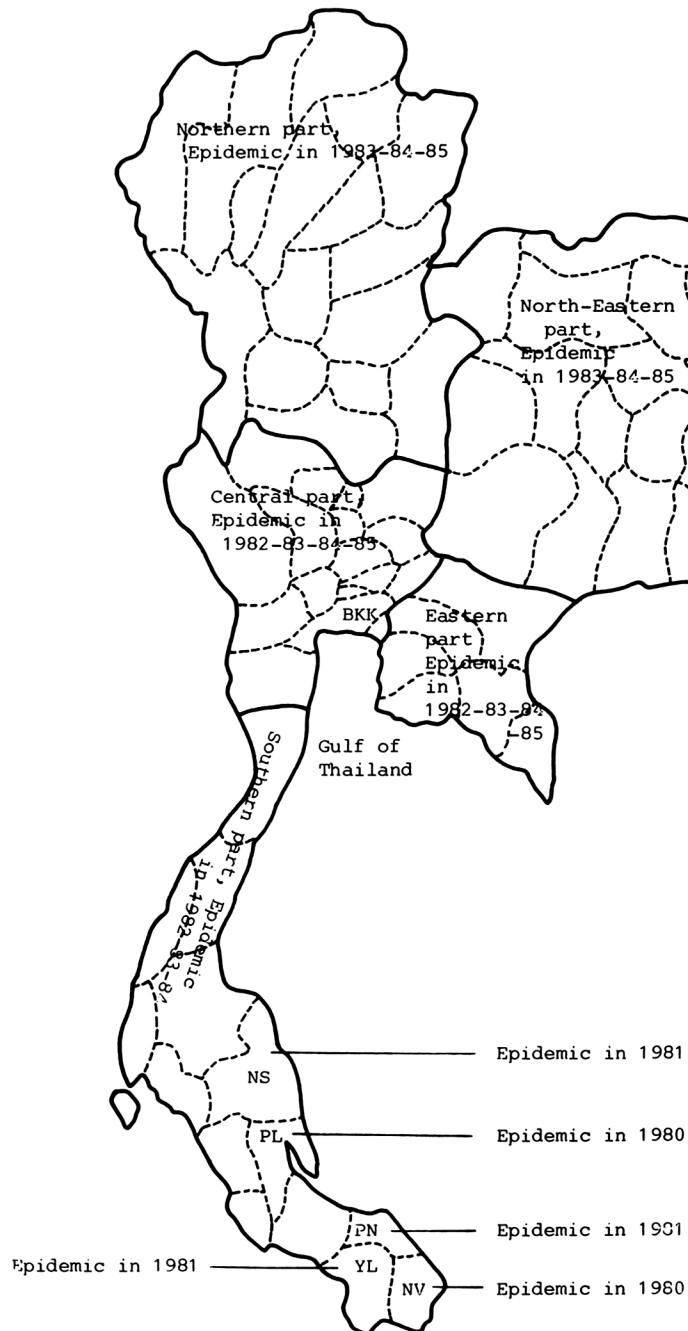 Northern part,
Epidemic in 1983-84-85
North-Eastern
part,
Epidemic
in 1983-84-85
Central part,
Epidemic in
1982-83-84-85
BKK
Eastern
part
Epidemic
in
1982-83-84
-85
Gulf of
Thailand
Southern part, Epidemic
in 1982-83-84
Epidemic in 1981
NS
PL
Epidemic in 1980
PN
Epidemic in 1981
Epidemic in 1981
YL
NV
Epidemic in 1980